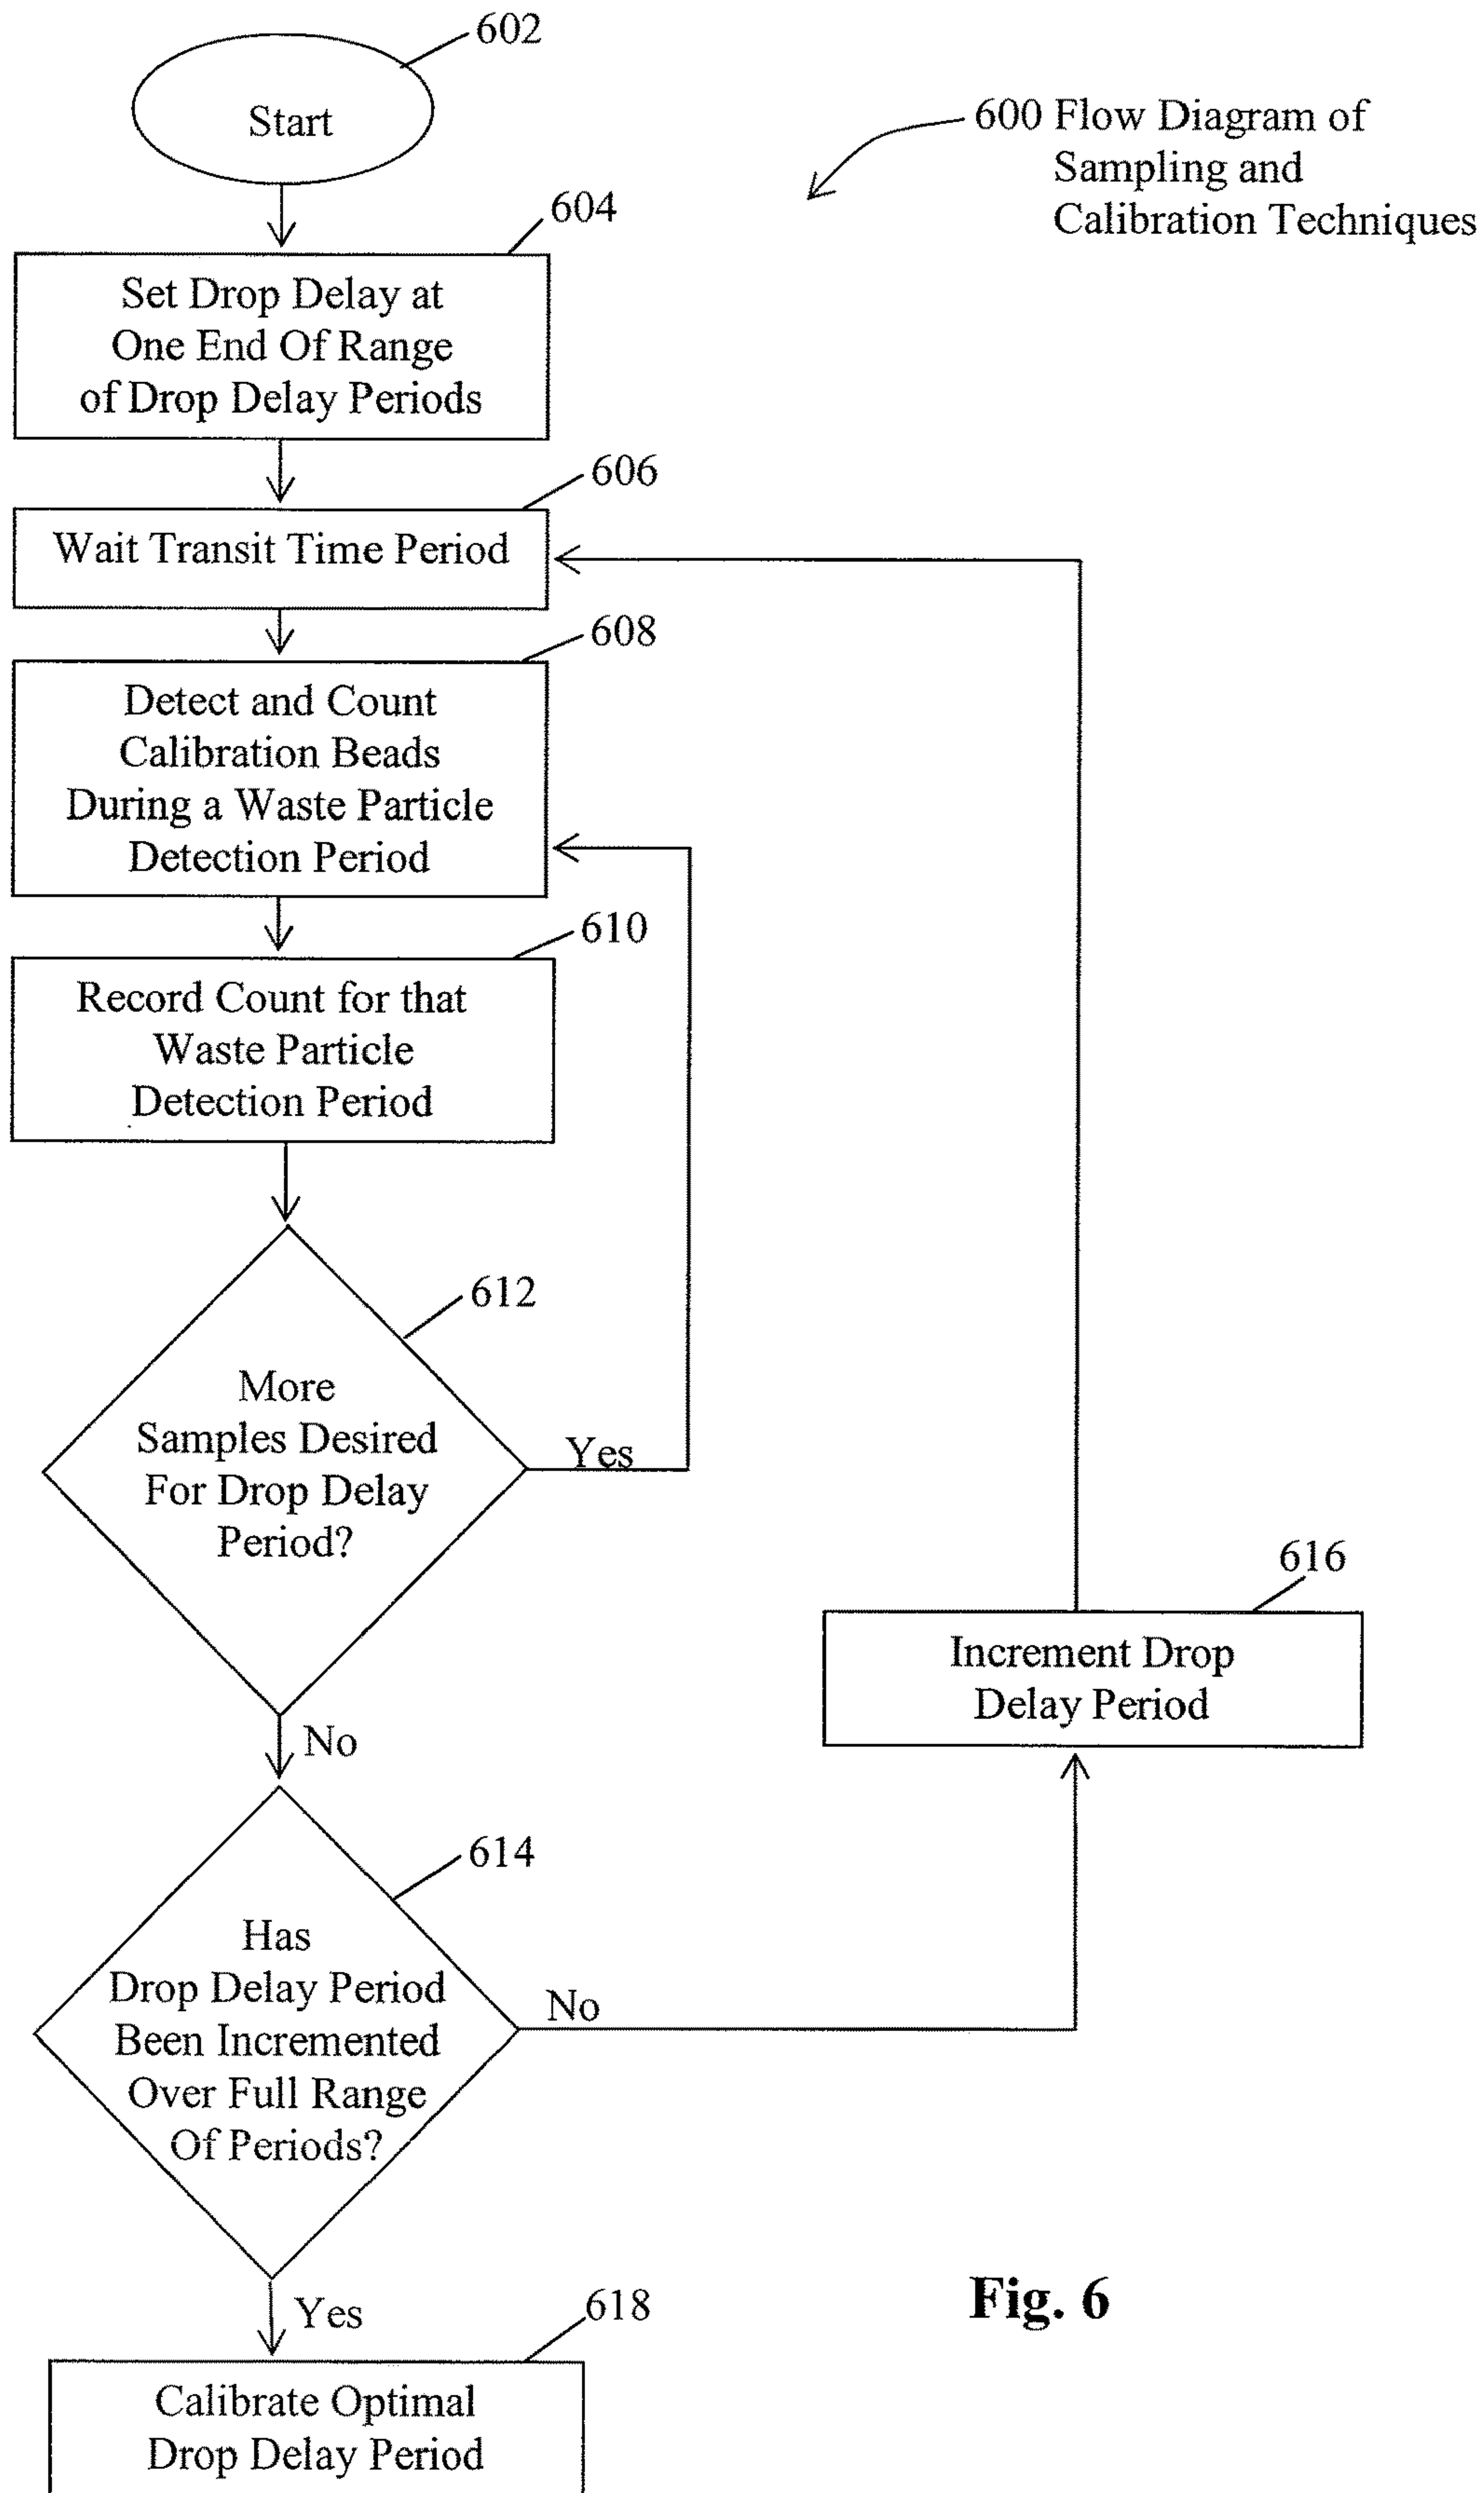 602
Start
600 Flow Diagram of
Sampling and
Calibration Techniques
604
Set Drop Delay at
One End Of Range
of Drop Delay Periods
606
Wait Transit Time Period
608
Detect and Count
Calibration Beads
During a Waste Particle
Detection Period
610
Record Count for that
Waste Particle
Detection Period
612
More
Samples Desired
For Drop Delay
Period?
Yes
No
616
Increment Drop
Delay Period
614
Has
Drop Delay Period
Been Incremented
Over Full Range
Of Periods?
No
Yes
618
Calibrate Optimal
Drop Delay Period
Fig. 6